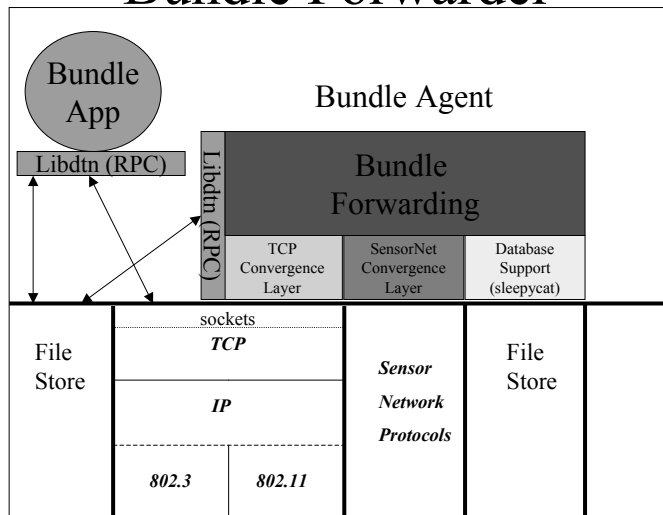 Bundle Forwarder
Bundle
App
Libdtn (RPC)
Bundle Agent
Libdtn (RPC)
Bundle
Forwarding
TCP
Convergence
Layer
SensorNet
Convergence
Layer
Database
Support
(sleepycat)
File
Store
sockets
TCP
IP
802.3
802.11
Sensor
Network
Protocols
File
Store